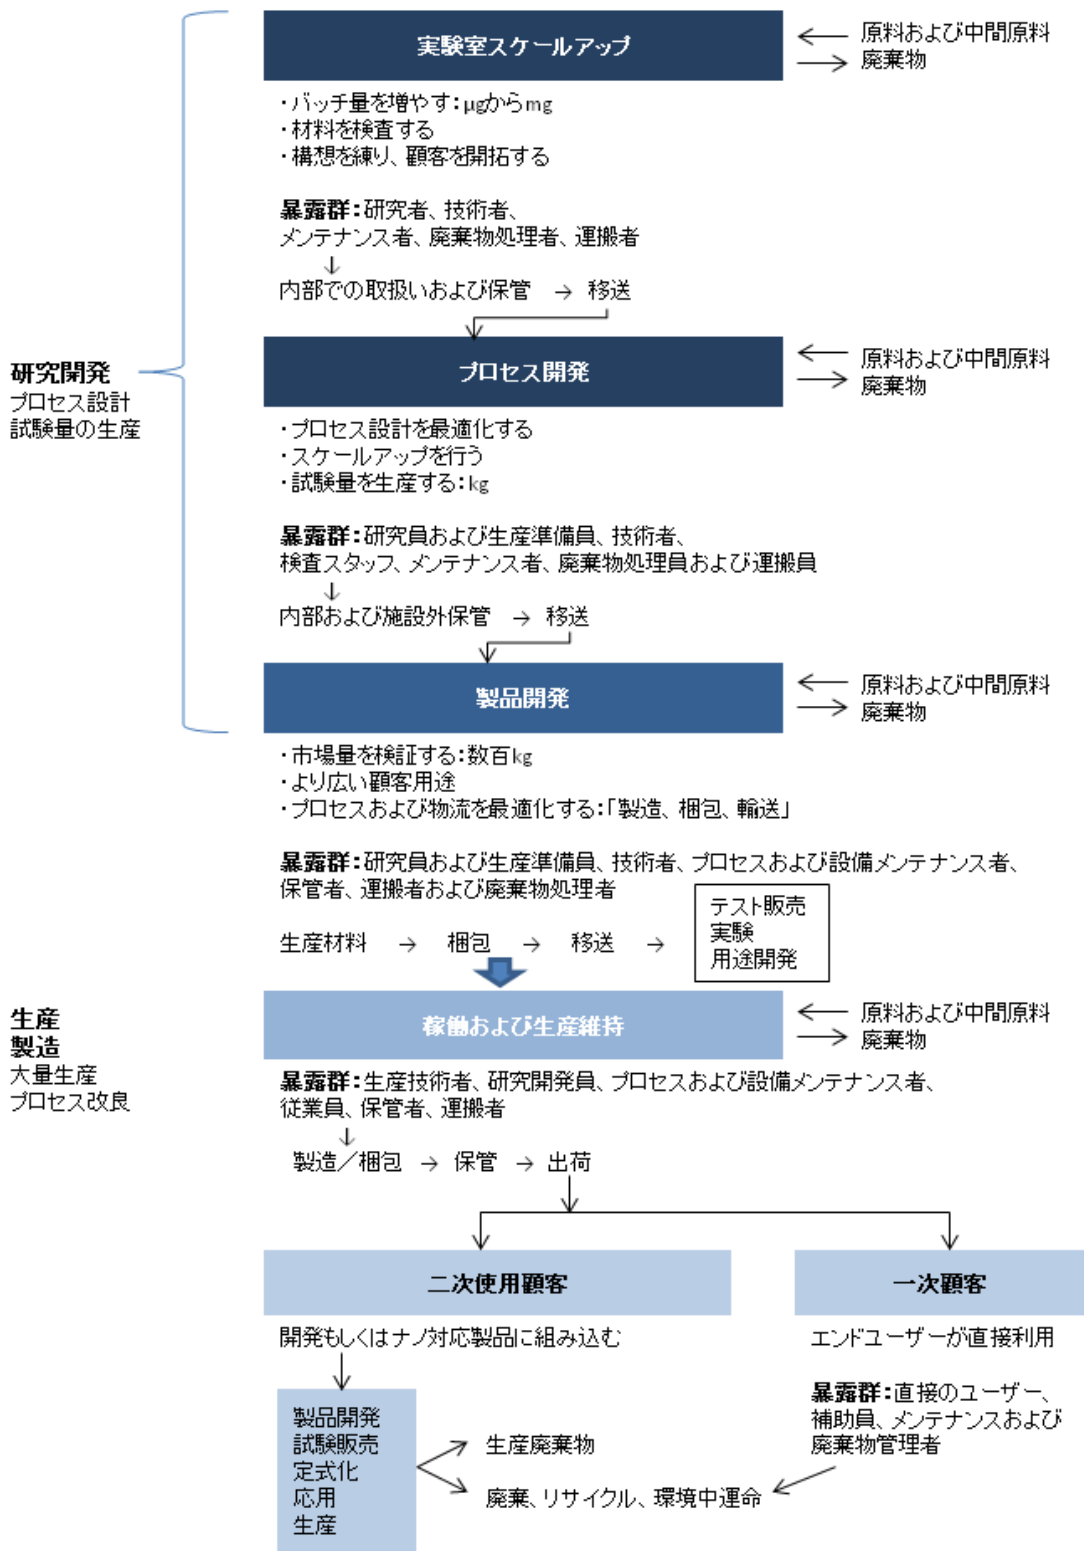 実験室スケールアップ
原料および中間原料
廃棄物
・バッチ量を増やす：μgからmg
・材料を検査する
・構想を練り、顧客を開拓する
暴露群：研究者、技術者、
メンテナンス者、廃棄物処理者、運搬者
↓
内部での取扱いおよび保管 → 移送
研究開発
プロセス設計
試験量の生産
プロセス開発
原料および中間原料
廃棄物
・プロセス設計を最適化する
・スケールアップを行う
・試験量を生産する：kg
暴露群：研究員および生産準備員、技術者、
検査スタッフ、メンテナンス者、廃棄物処理員および運搬員
↓
内部および施設外保管 → 移送
製品開発
原料および中間原料
廃棄物
・市場量を検証する：数百kg
・より広い顧客用途
・プロセスおよび物流を最適化する：「製造、梱包、輸送」
暴露群：研究員および生産準備員、技術者、プロセスおよび設備メンテナンス者、
保管者、運搬者および廃棄物処理者
生産材料 → 梱包 → 移送 →
テスト販売
実験
用途開発
生産
製造
大量生産
プロセス改良
稼働および生産維持
原料および中間原料
廃棄物
暴露群：生産技術者、研究開発員、プロセスおよび設備メンテナンス者、
従業員、保管者、運搬者
↓
製造／梱包 → 保管 → 出荷
二次使用顧客
開発もしくはナノ対応製品に組み込む
製品開発
試験販売
定式化
応用
生産
生産廃棄物
廃棄、リサイクル、環境中運命
一次顧客
エンドユーザーが直接利用
暴露群：直接のユーザー、
補助員、メンテナンスおよび
廃棄物管理者